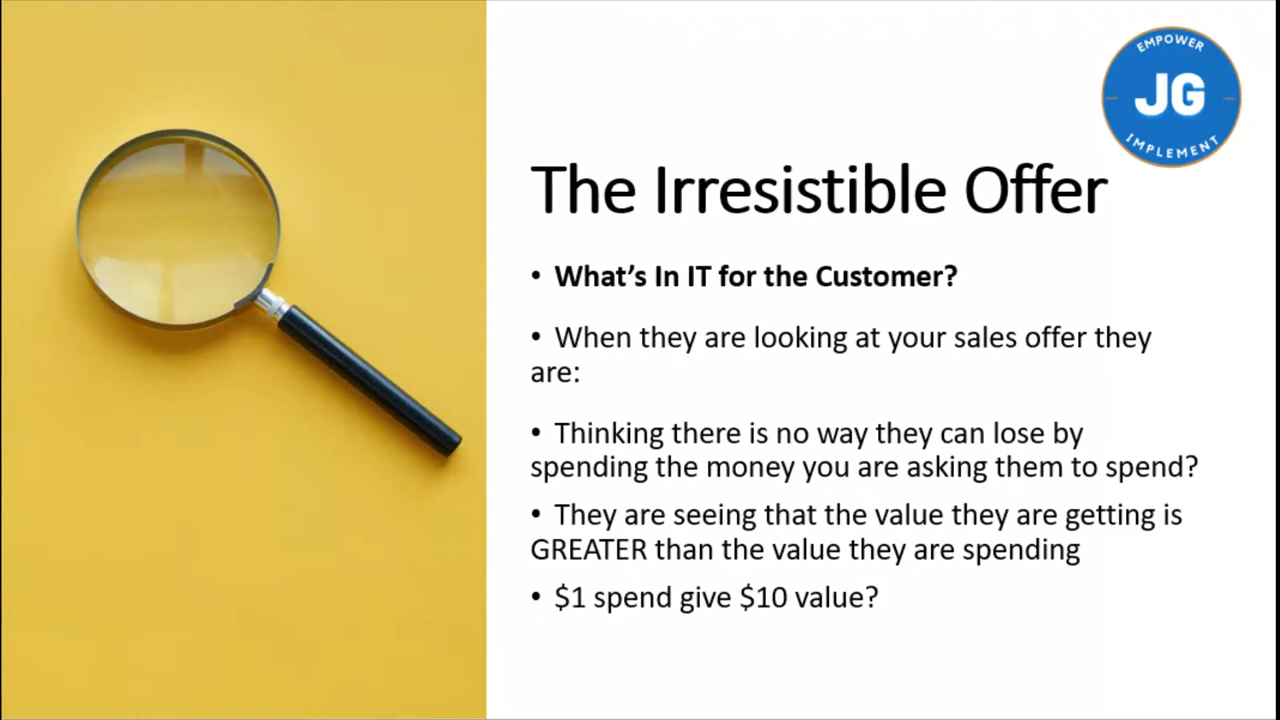 EMPOWER
JG
IMPLEMENT
The Irresistible Offer
• What’s In IT for the Customer?
• When they are looking at your sales offer they
are:
• Thinking there is no way they can lose by
spending the money you are asking them to spend?
• They are seeing that the value they are getting is
GREATER than the value they are spending
• $1 spend give $10 value?